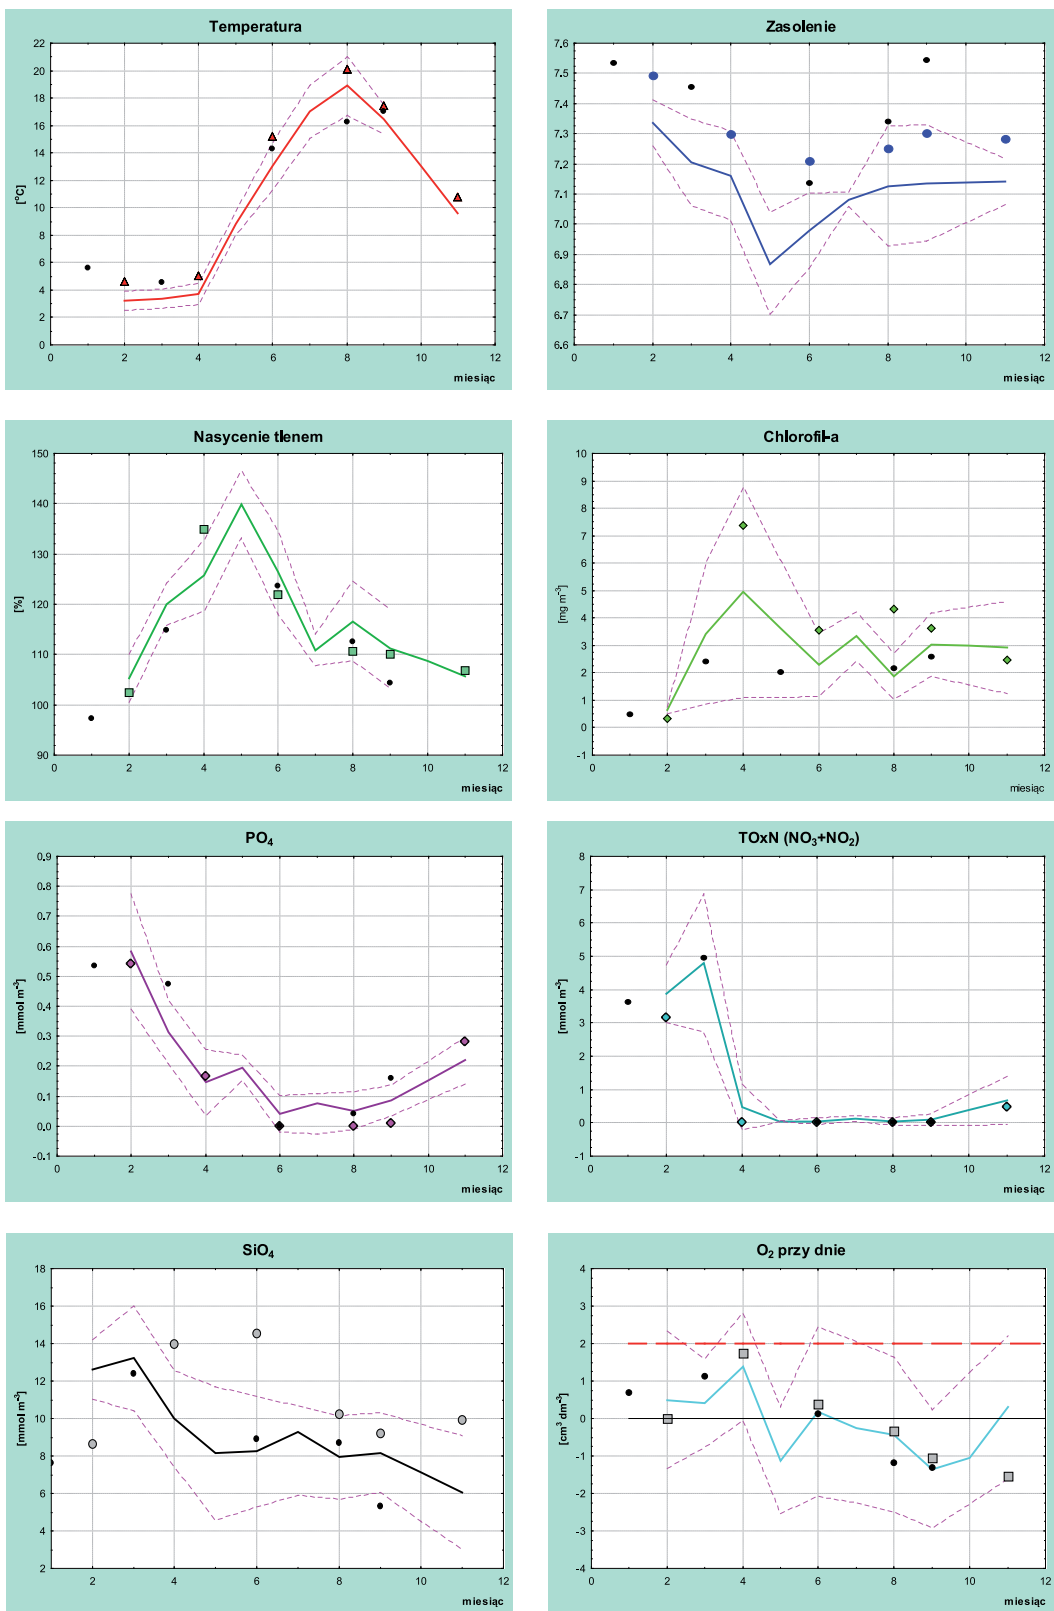 Temperatura
22
20
18
16
14
12
10
8
6
4
2
0
[°C]
0 2 4 6 8 10 12
miesiąc
Zasolenie
7.6
7.5
7.4
7.3
7.2
7.1
7.0
6.9
6.8
6.7
6.6
0 2 4 6 8 10 12
miesiąc
Nasycenie tlenem
150
140
130
120
110
100
90
[%]
0 2 4 6 8 10 12
miesiąc
Chlorofil-a
10
9
8
7
6
5
4
3
2
1
0
-1
[mg m⁻³]
0 2 4 6 8 10 12
miesiąc
PO₄
0,9
0.8
0.7
0.6
0.5
0.4
0.3
0.2
0.1
0,0
-0.1
[mmol m⁻³]
0 2 4 6 8 10 12
miesiąc
TOxN (NO₃+NO₂)
8
7
6
5
4
3
2
1
0
-1
[mmol m⁻³]
0 2 4 6 8 10 12
miesiąc
SiO₄
18
16
14
12
10
8
6
4
2
[mmol m⁻³]
2 4 6 8 10 12
miesiąc
O₂ przy dnie
4
3
2
1
0
-1
-2
-3
-4
[cm³ dm⁻³]
0 2 4 6 8 10 12
miesiąc